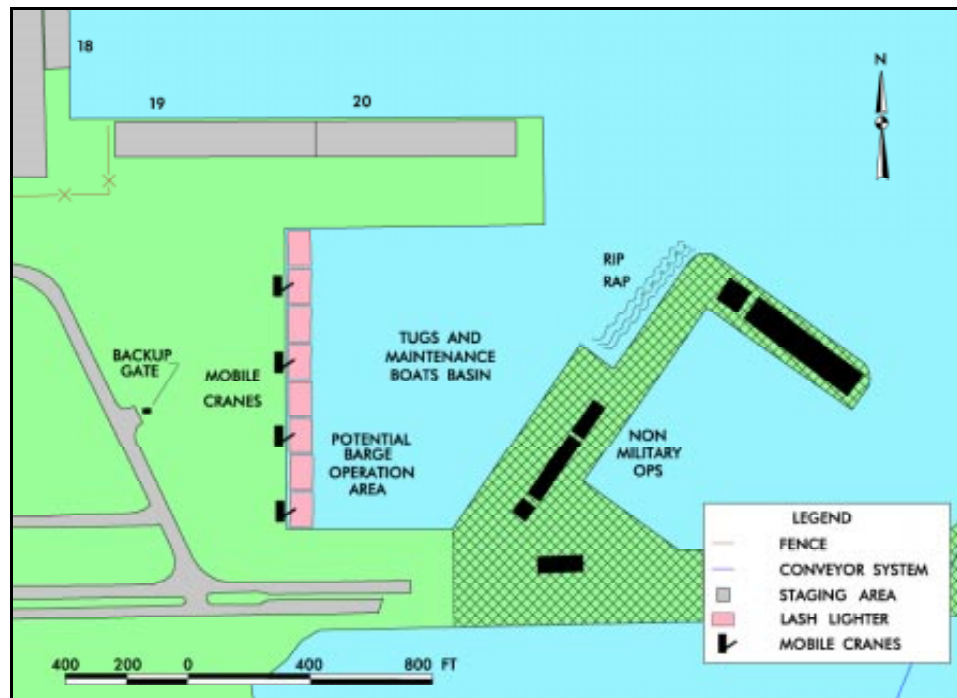 18
19
20
N
RIP
RAP
BACKUP
GATE
MOBILE
CRANES
TUGS AND
MAINTENANCE
BOATS BASIN
POTENTIAL
BARGE
OPERATION
AREA
NON
MILITARY
OPS
LEGEND
FENCE
CONVEYOR SYSTEM
STAGING AREA
LASH LIGHTER
MOBILE CRANES
400 200 0 400 800 FT